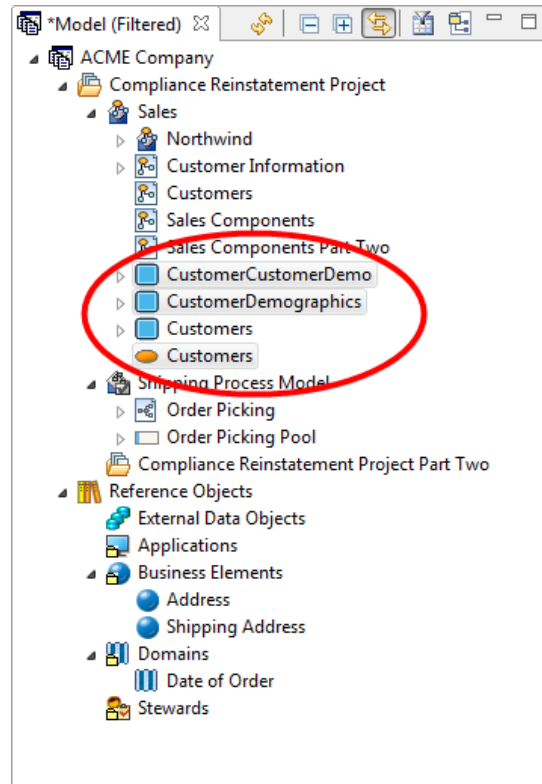 *Model (Filtered)
ACME Company
Compliance Reinstatement Project
Sales
Northwind
Customer Information
Customers
Sales Components
Sales Components Part Two
CustomerCustomerDemo
CustomerDemographics
Customers
Customers
Shipping Process Model
Order Picking
Order Picking Pool
Compliance Reinstatement Project Part Two
Reference Objects
External Data Objects
Applications
Business Elements
Address
Shipping Address
Domains
Date of Order
Stewards